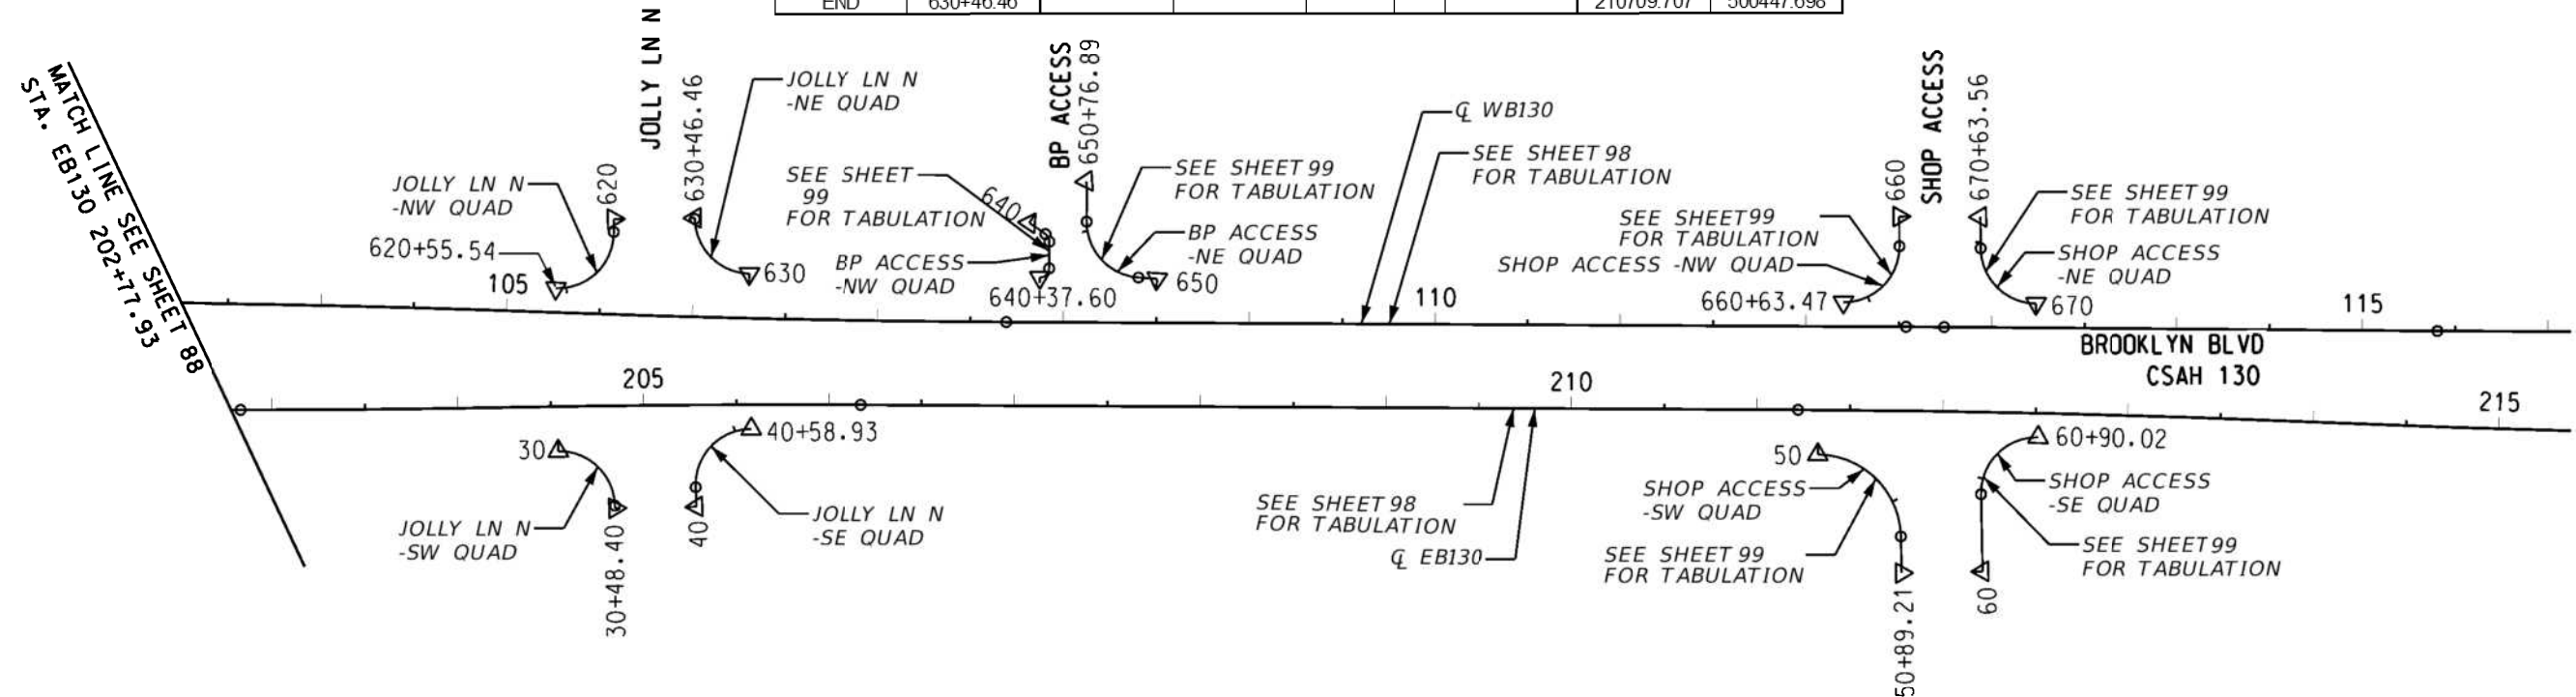 END 630+46.46 210709.707 500447.698
MATCH LINE SEE SHEET 88
STA. EB130 202+77.93
JOLLY LN N
-NW QUAD
620+55.54
620
105
JOLLY LN N
630+46.46
JOLLY LN N
-NE QUAD
630
SEE SHEET
99
FOR TABULATION
640
BP ACCESS
-NW QUAD
640+37.60
BP ACCESS
650+76.89
SEE SHEET 99
FOR TABULATION
BP ACCESS
-NE QUAD
650
℄ WB130
SEE SHEET 98
FOR TABULATION
110
SEE SHEET 99
FOR TABULATION
SHOP ACCESS -NW QUAD
660+63.47
660
SHOP ACCESS
670+63.56
SEE SHEET 99
FOR TABULATION
SHOP ACCESS
-NE QUAD
670
115
BROOKLYN BLVD
CSAH 130
205
210
215
30
JOLLY LN N
-SW QUAD
30+48.40
40
40+58.93
JOLLY LN N
-SE QUAD
SEE SHEET 98
FOR TABULATION
℄ EB130
50
SHOP ACCESS
-SW QUAD
SEE SHEET 99
FOR TABULATION
50+89.21
60
60+90.02
SHOP ACCESS
-SE QUAD
SEE SHEET 99
FOR TABULATION